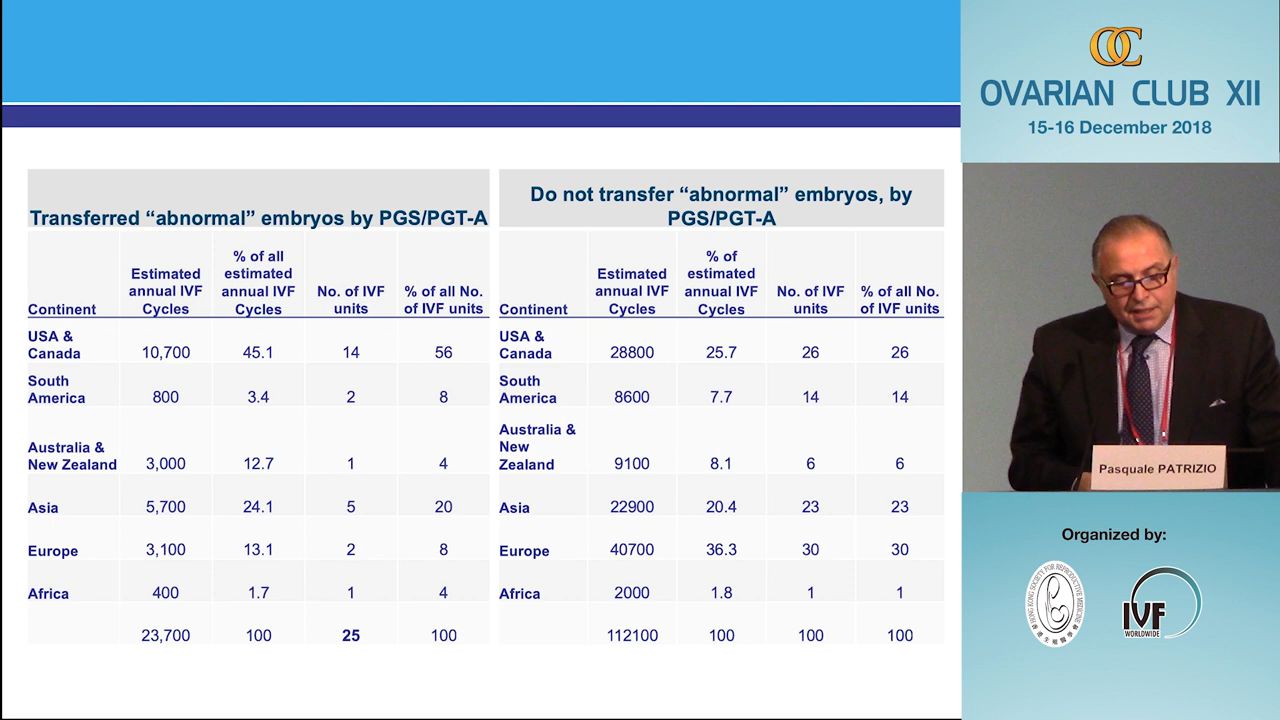 Transferred “abnormal” embryos by PGS/PGT-A
Continent
Estimated
annual IVF
Cycles
% of all
estimated
annual IVF
Cycles
No. of IVF
units
% of all No.
of IVF units
USA &
Canada
10,700
45.1
14
56
South
America
800
3.4
2
8
Australia &
New Zealand
3,000
12.7
1
4
Asia
5,700
24.1
5
20
Europe
3,100
13.1
2
8
Africa
400
1.7
1
4
23,700
100
25
100
Do not transfer “abnormal” embryos, by
PGS/PGT-A
Continent
Estimated
annual IVF
Cycles
% of
estimated
annual IVF
Cycles
No. of IVF
units
% of all No.
of IVF units
USA &
Canada
28800
25.7
26
26
South
America
8600
7.7
14
14
Australia &
New
Zealand
9100
8.1
6
6
Asia
22900
20.4
23
23
Europe
40700
36.3
30
30
Africa
2000
1.8
1
1
112100
100
100
100
OC
OVARIAN CLUB XII
15-16 December 2018
Pasquale PATRIZIO
Organized by:
HONG KONG SOCIETY FOR REPRODUCTIVE MEDICINE
IVF
WORLDWIDE